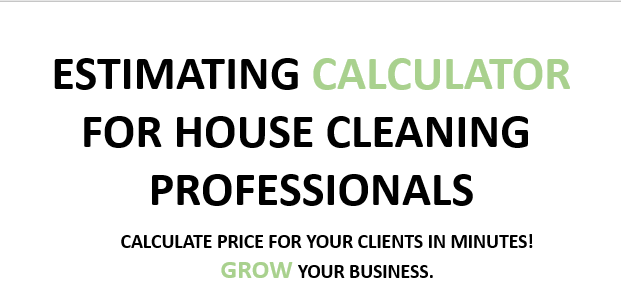 ESTIMATING CALCULATOR
FOR HOUSE CLEANING
PROFESSIONALS
CALCULATE PRICE FOR YOUR CLIENTS IN MINUTES!
GROW YOUR BUSINESS.